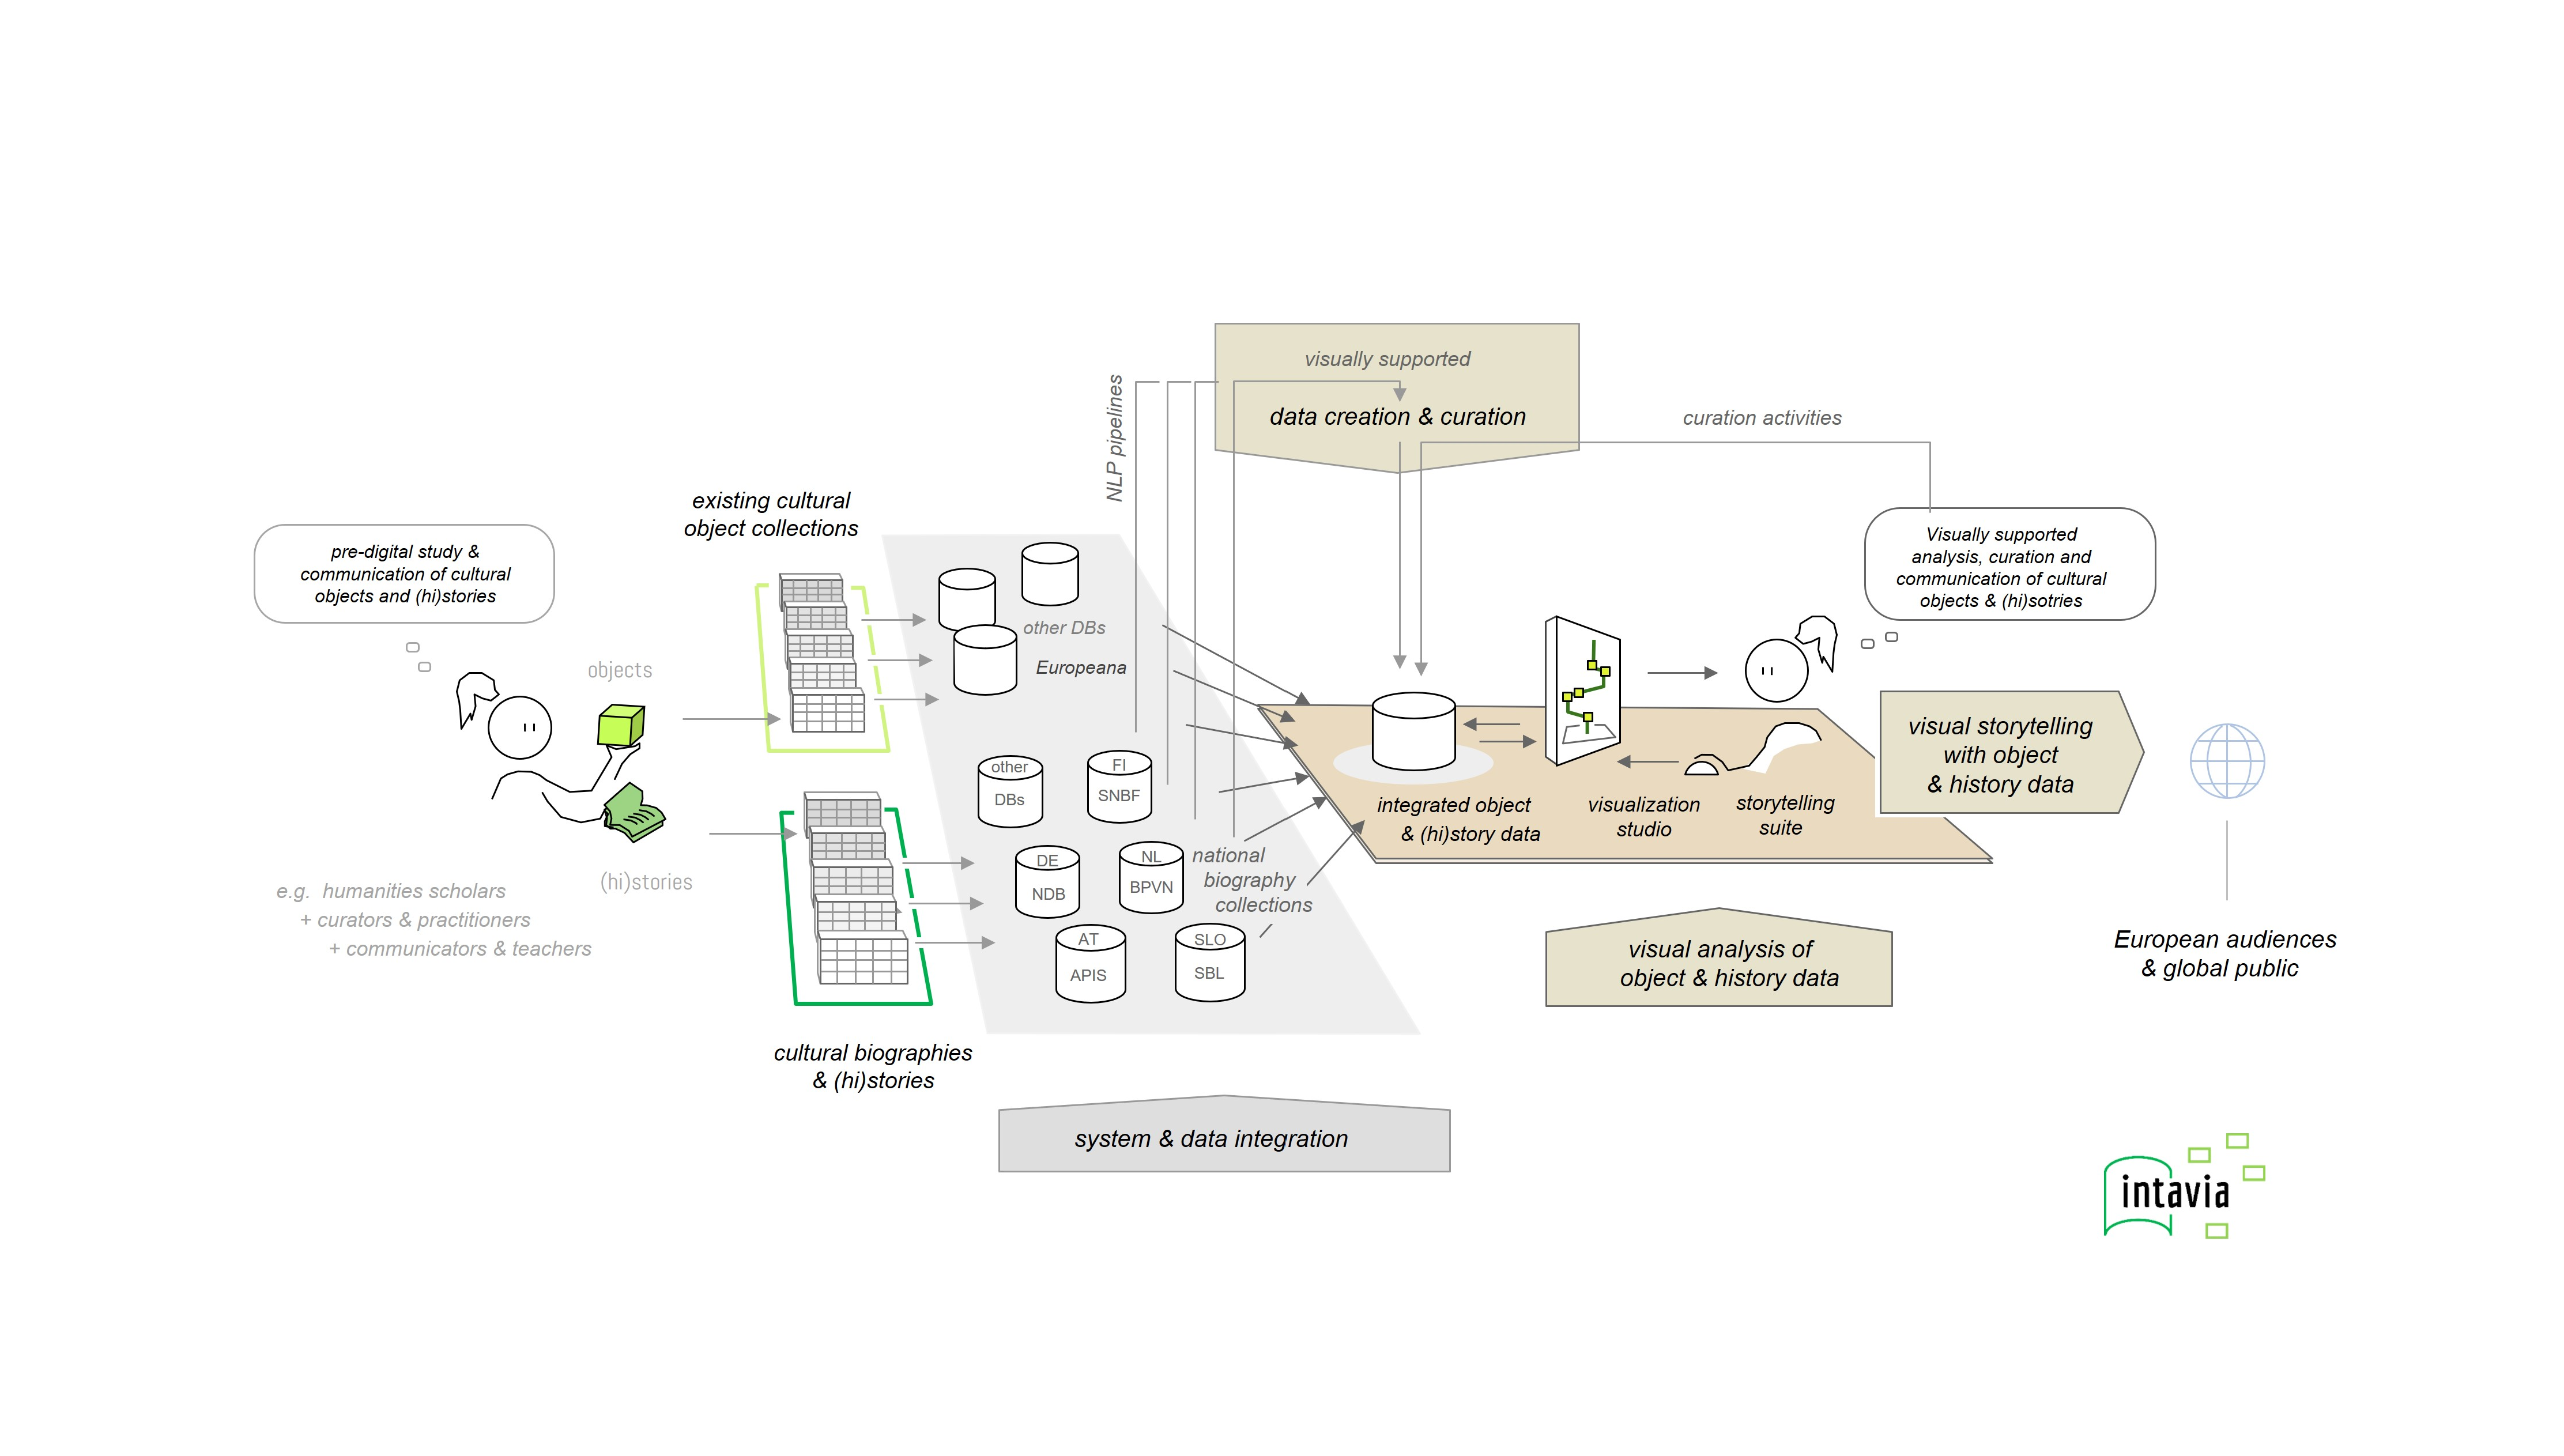 visually supported
data creation & curation
NLP pipelines
curation activities
existing cultural
object collections
pre-digital study &
communication of cultural
objects and (hi)stories
objects
(hi)stories
e.g. humanities scholars
+ curators & practitioners
+ communicators & teachers
other DBs
Europeana
other
DBs
FI
SNBF
DE
NDB
NL
BPVN
AT
APIS
SLO
SBL
national
biography
collections
cultural biographies
& (hi)stories
system & data integration
integrated object
& (hi)story data
visualization
studio
storytelling
suite
Visually supported
analysis, curation and
communication of cultural
objects & (hi)sotries
visual storytelling
with object
& history data
visual analysis of
object & history data
European audiences
& global public
intavia